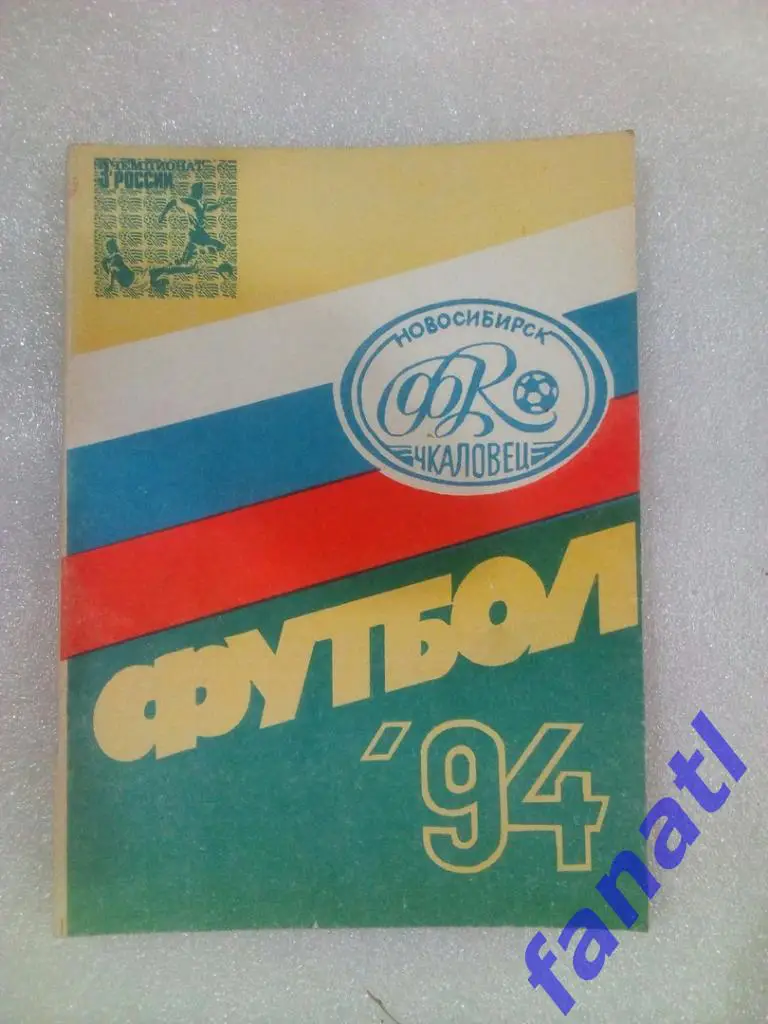 3 ЧЕМПИОНАТ
РОССИИ
НОВОСИБИРСК
ФК
ЧКАЛОВЕЦ
ФУТБОЛ
'94
fanatl